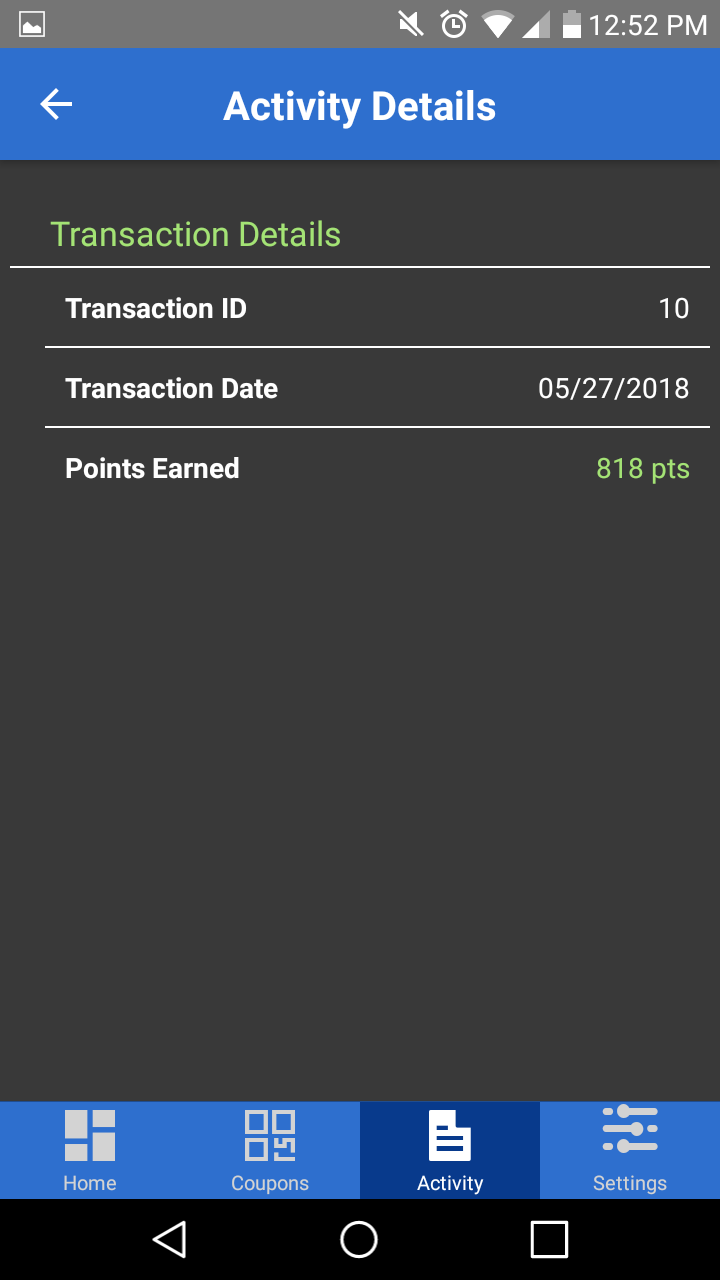 12:52 PM
Activity Details
Transaction Details
Transaction ID 10
Transaction Date 05/27/2018
Points Earned 818 pts
Home Coupons Activity Settings